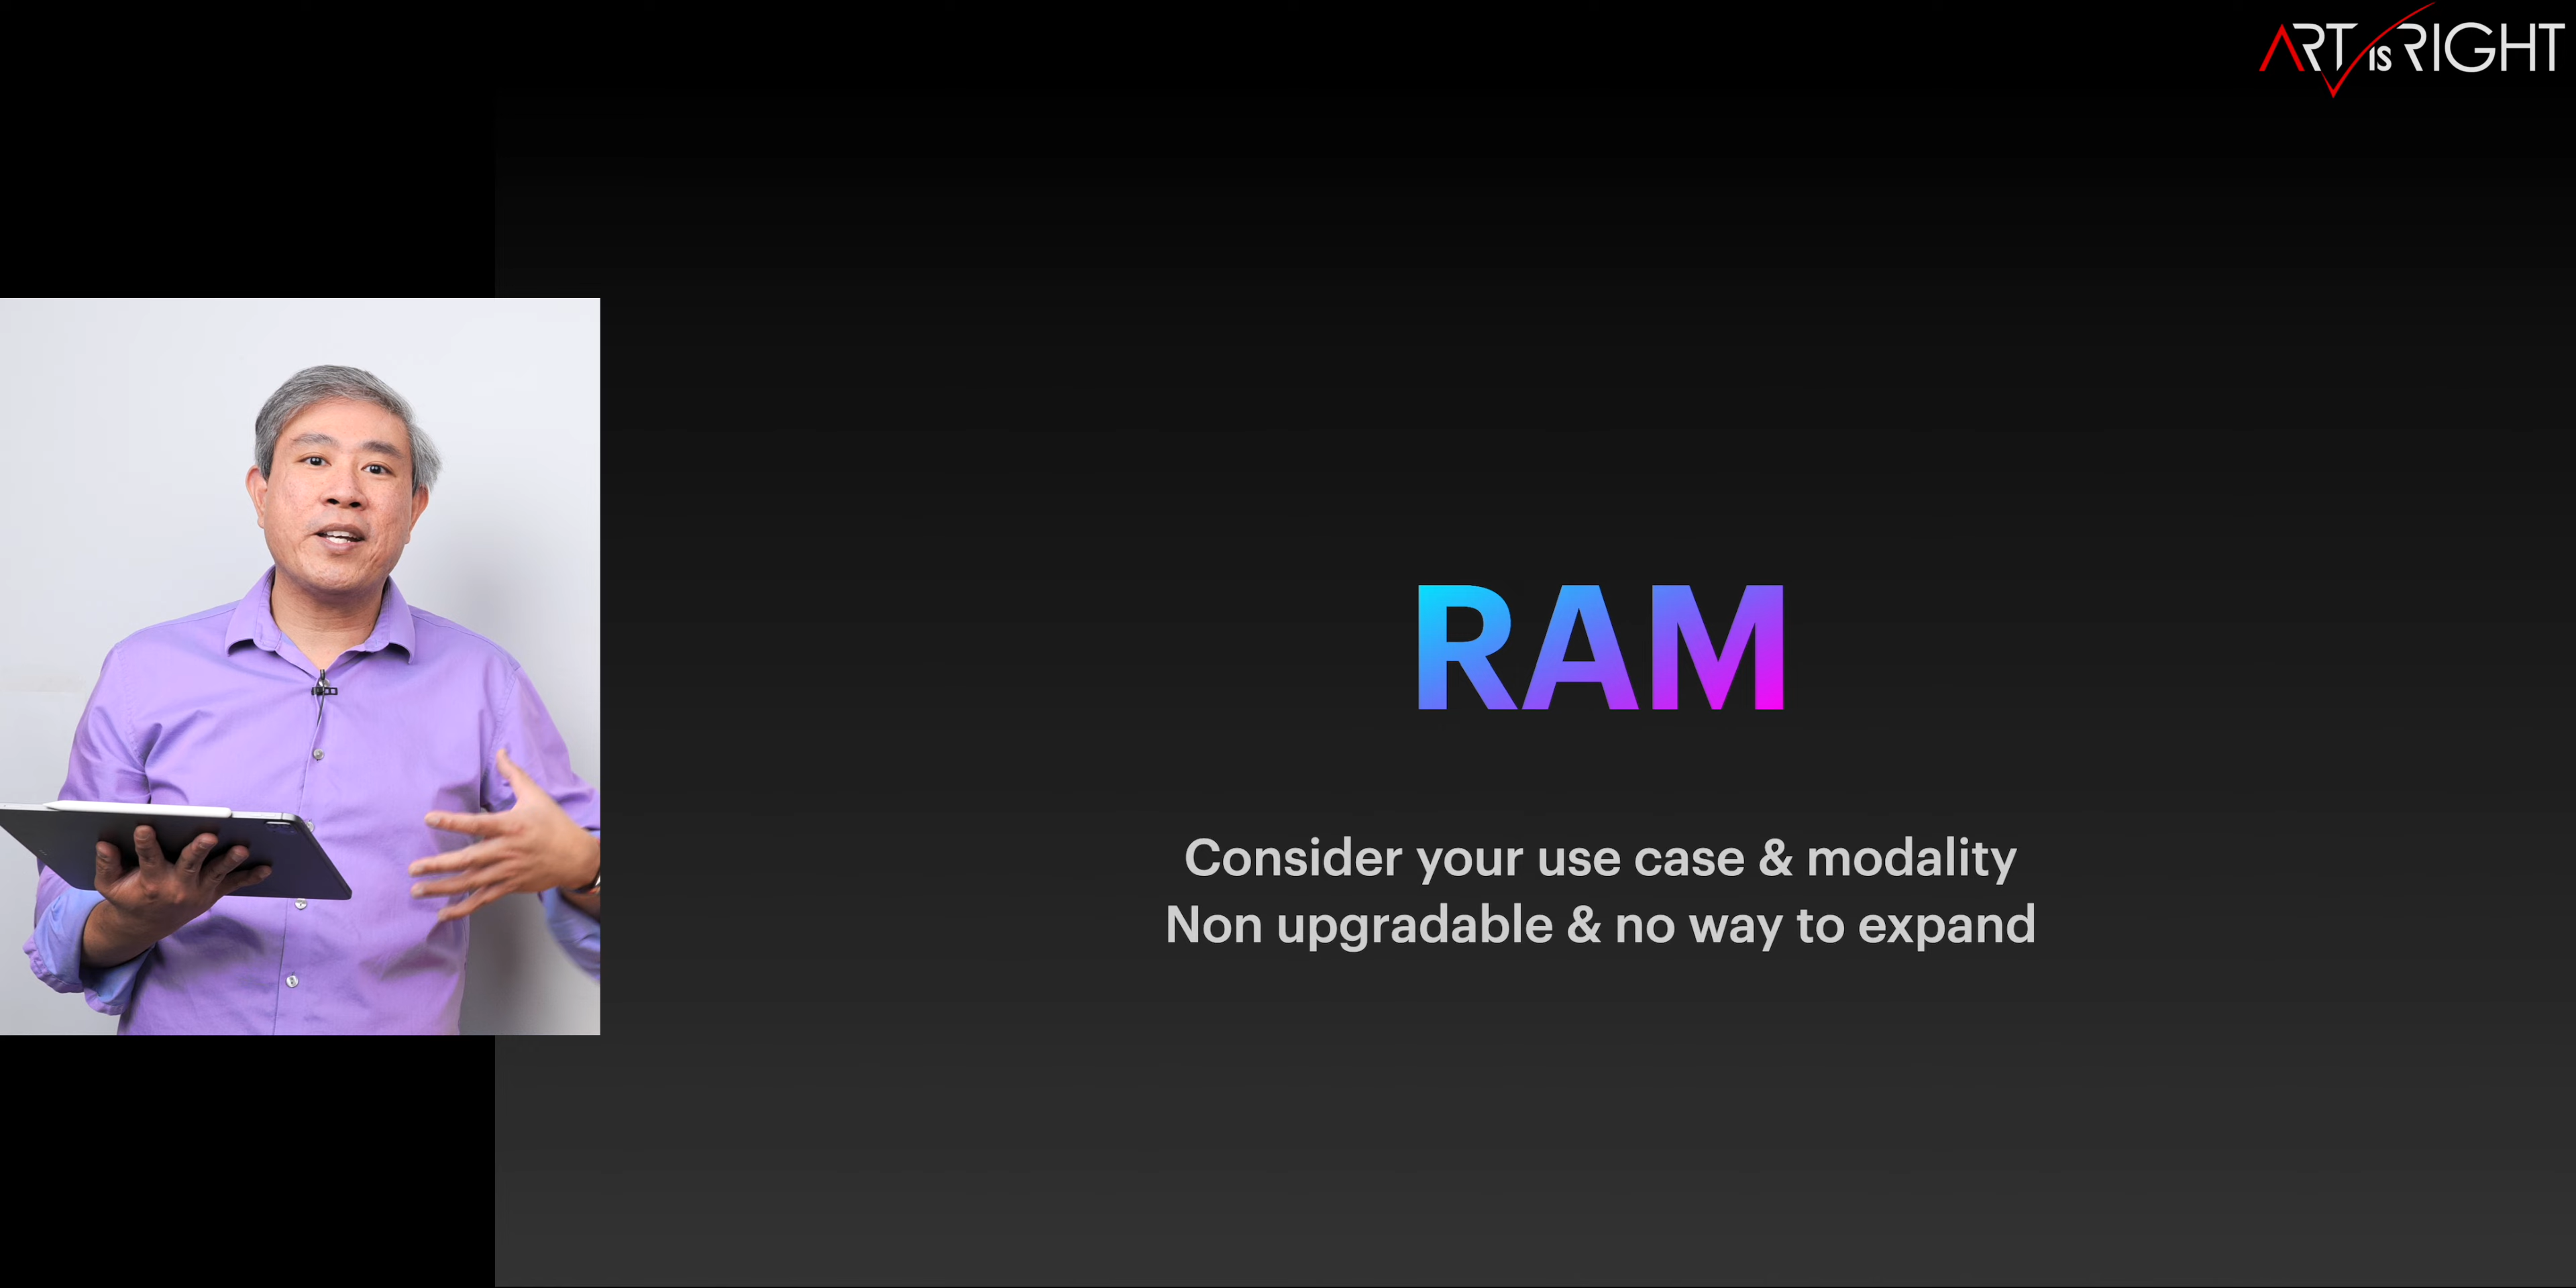 ART is RIGHT
RAM
Consider your use case & modality
Non upgradable & no way to expand